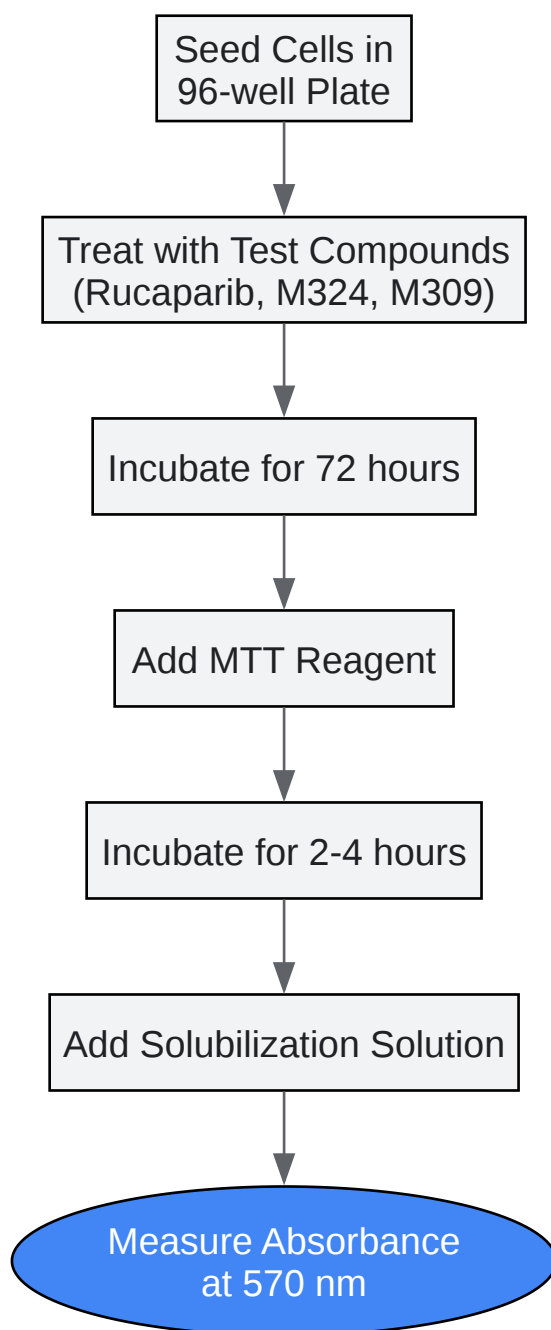 Seed Cells in
96-well Plate
Treat with Test Compounds
(Rucaparib, M324, M309)
Incubate for 72 hours
Add MTT Reagent
Incubate for 2-4 hours
Add Solubilization Solution
Measure Absorbance
at 570 nm